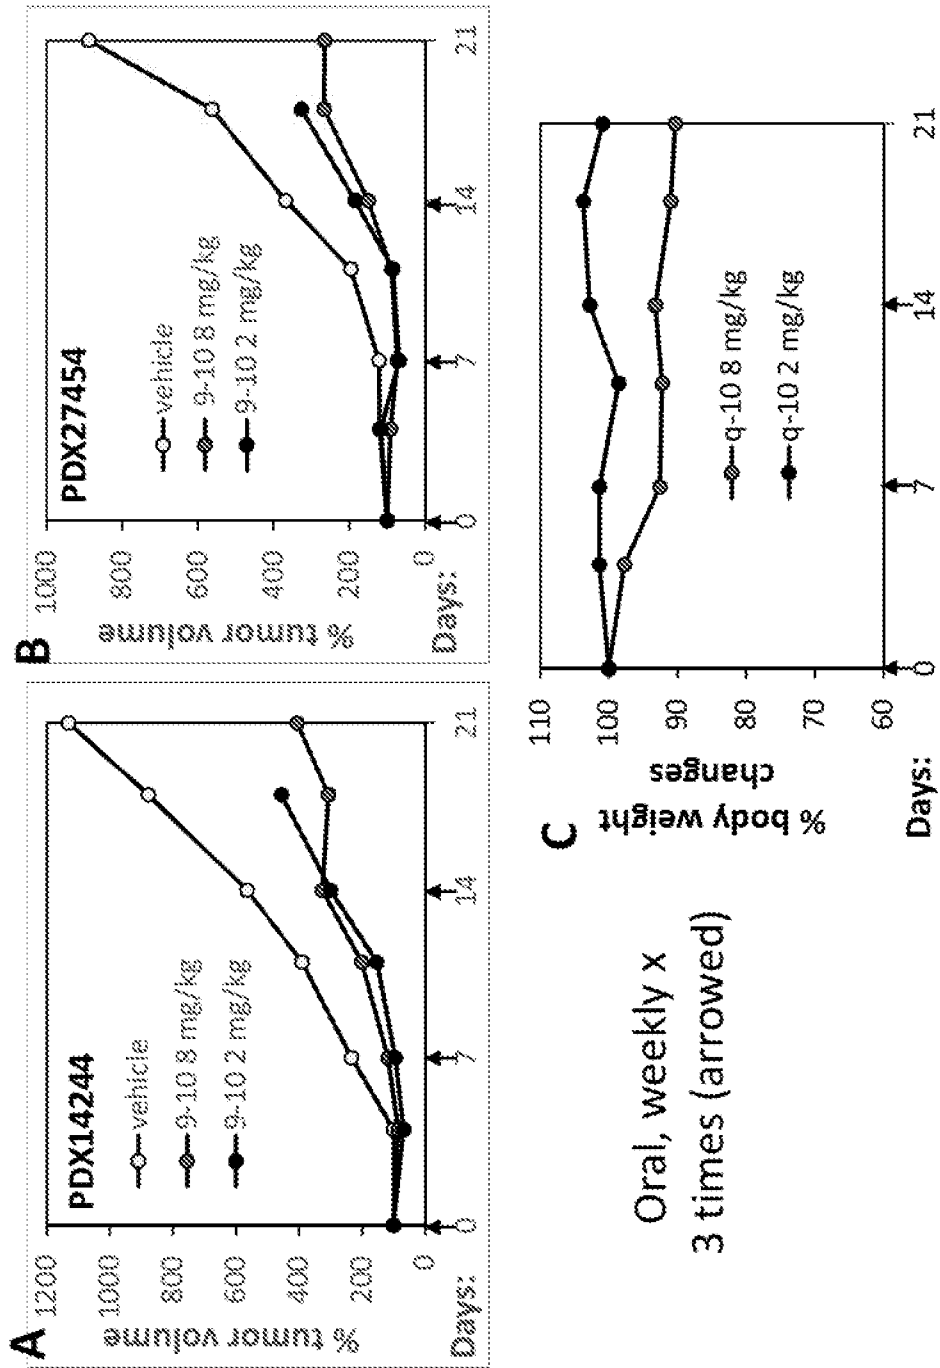 A
PDX14244
1200
1000
800
600
400
200
0
% tumor volume
vehicle
9-10 8 mg/kg
9-10 2 mg/kg
Days:
0
7
14
21
B
PDX27454
1000
800
600
400
200
0
% tumor volume
vehicle
9-10 8 mg/kg
9-10 2 mg/kg
Days:
0
7
14
21
Oral, weekly x
3 times (arrowed)
C
% body weight
changes
110
100
90
80
70
60
q-10 8 mg/kg
q-10 2 mg/kg
Days:
0
7
14
21